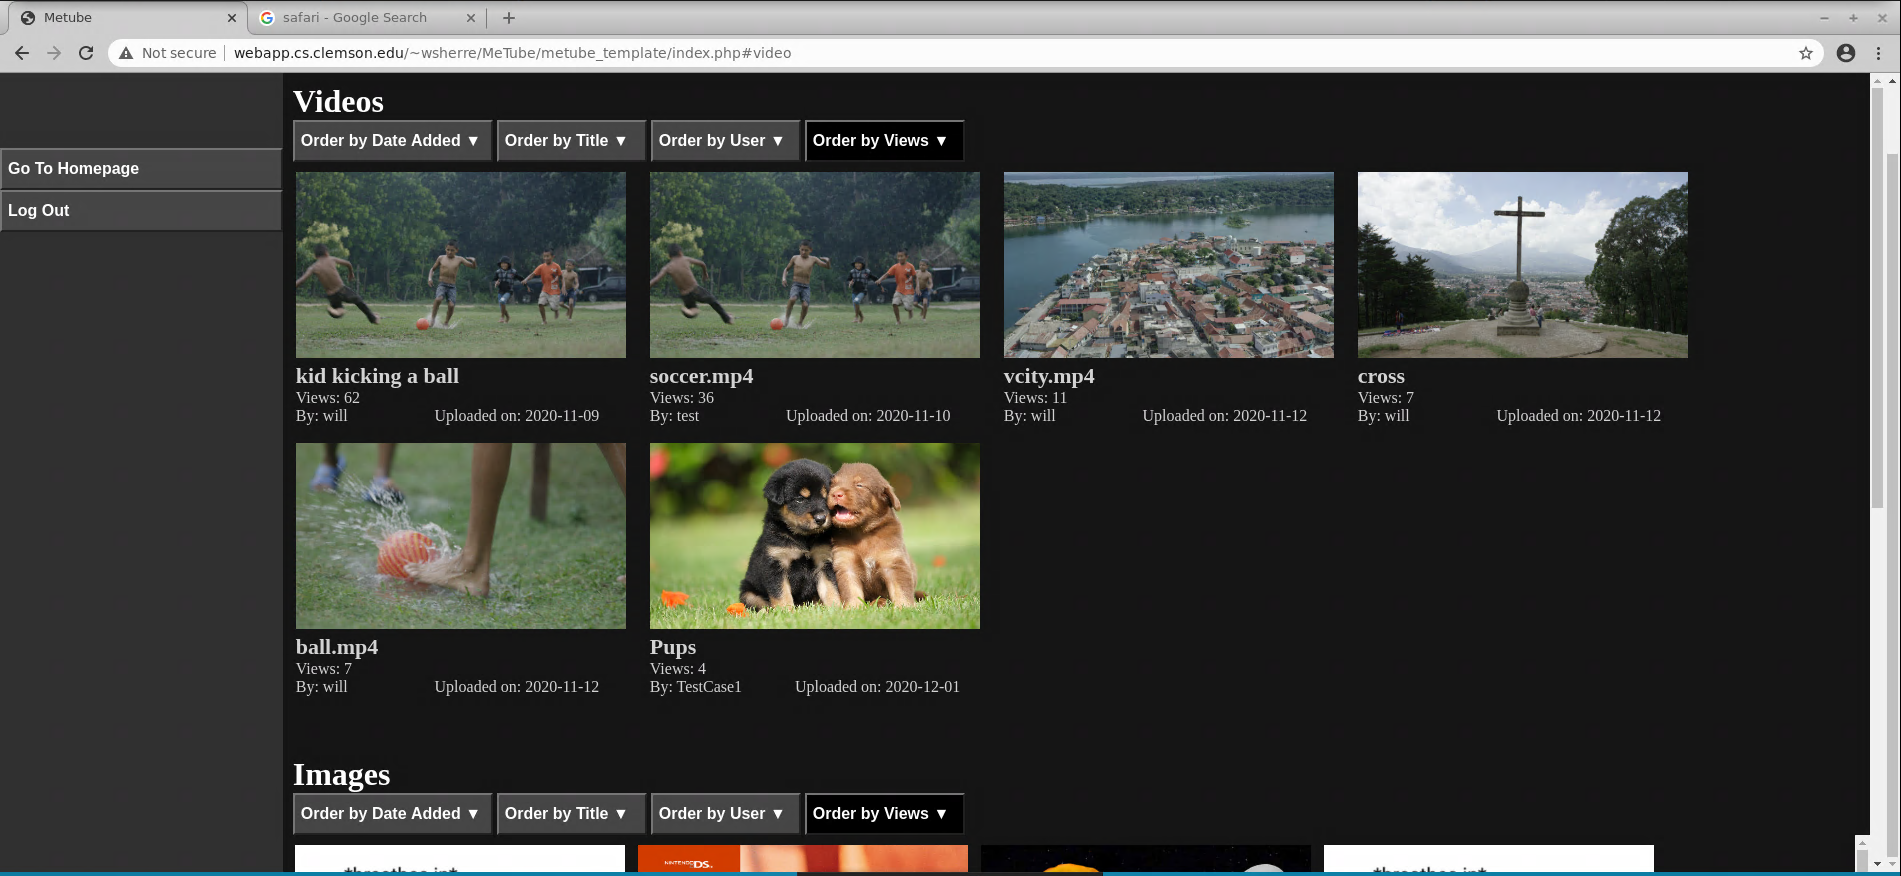 Metube
safari - Google Search
Not secure
webapp.cs.clemson.edu/~wsherre/MeTube/metube_template/index.php#video
Go To Homepage
Log Out
Videos
Order by Date Added ▼ Order by Title ▼ Order by User ▼ Order by Views ▼
kid kicking a ball
Views: 62
By: will Uploaded on: 2020-11-09
soccer.mp4
Views: 36
By: test Uploaded on: 2020-11-10
vcity.mp4
Views: 11
By: will Uploaded on: 2020-11-12
cross
Views: 7
By: will Uploaded on: 2020-11-12
ball.mp4
Views: 7
By: will Uploaded on: 2020-11-12
Pups
Views: 4
By: TestCase1 Uploaded on: 2020-12-01
Images
Order by Date Added ▼ Order by Title ▼ Order by User ▼ Order by Views ▼
*breathes in*
NINTENDO DS.
*breathes in*